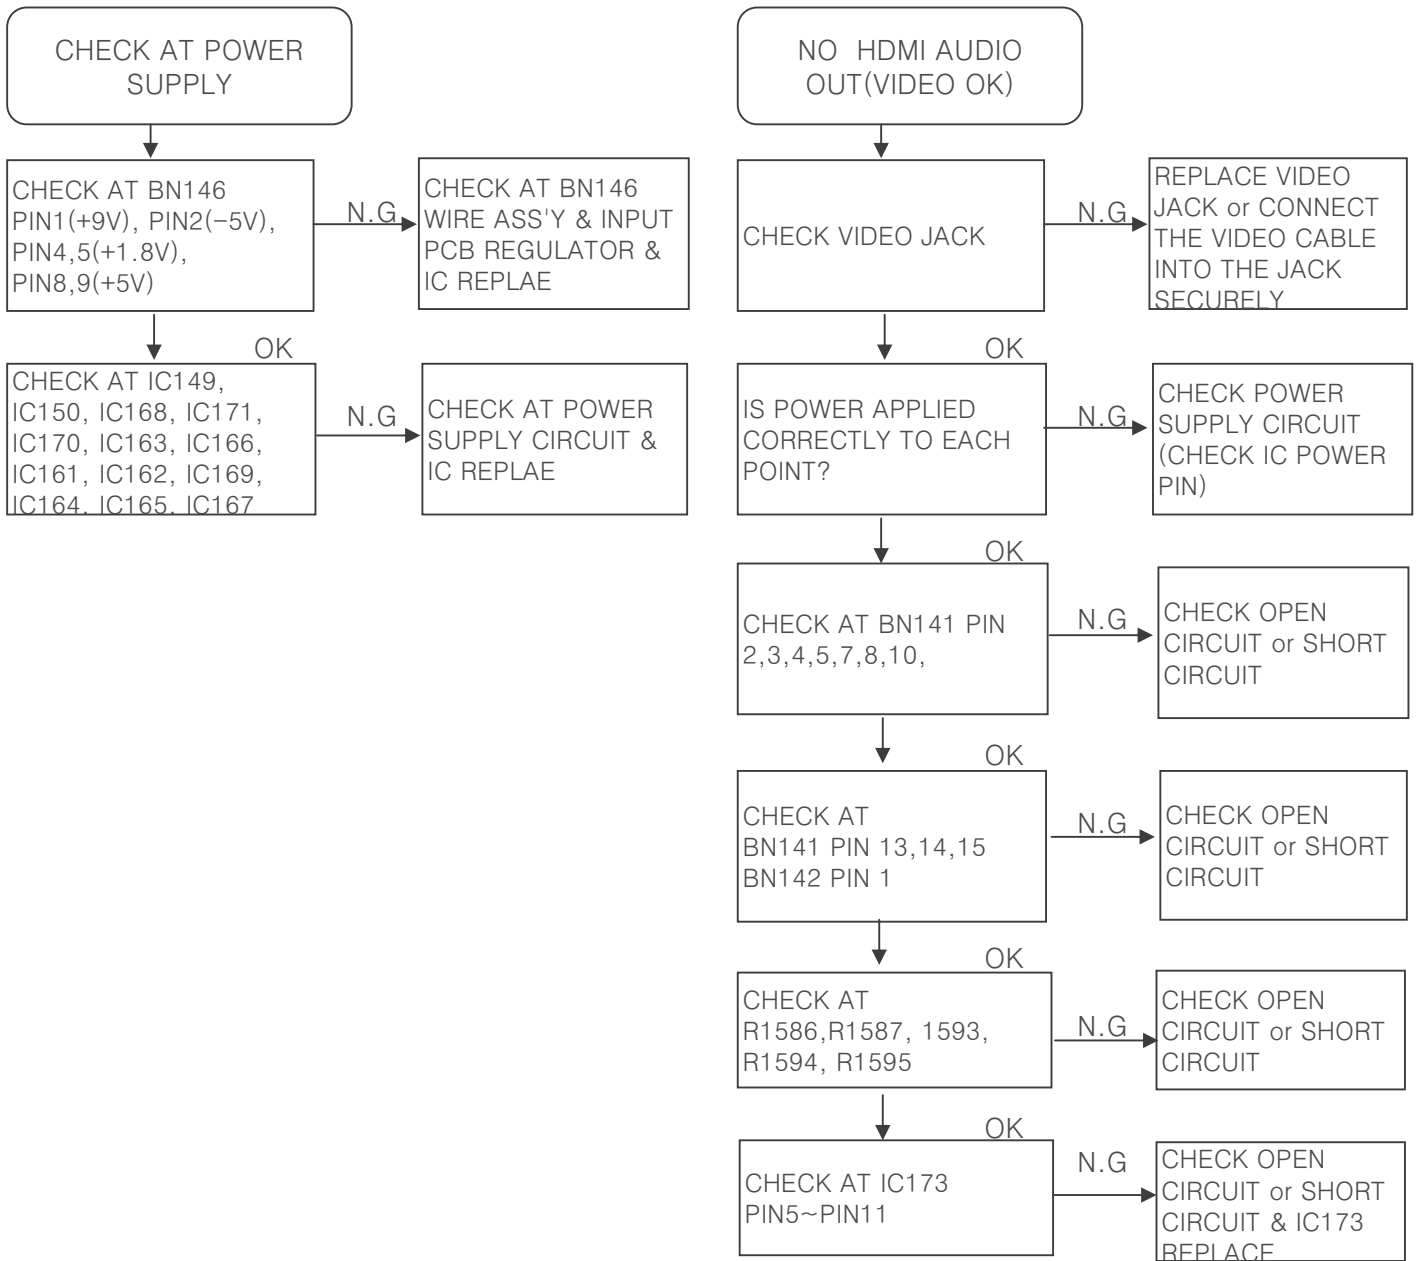 CHECK AT POWER
SUPPLY
CHECK AT BN146
PIN1(+9V), PIN2(−5V),
PIN4,5(+1.8V),
PIN8,9(+5V)
N.G
CHECK AT BN146
WIRE ASS'Y & INPUT
PCB REGULATOR &
IC REPLAE
OK
CHECK AT IC149,
IC150, IC168, IC171,
IC170, IC163, IC166,
IC161, IC162, IC169,
IC164, IC165, IC167
N.G
CHECK AT POWER
SUPPLY CIRCUIT &
IC REPLAE
NO HDMI AUDIO
OUT(VIDEO OK)
CHECK VIDEO JACK
N.G
REPLACE VIDEO
JACK or CONNECT
THE VIDEO CABLE
INTO THE JACK
SECURELY
OK
IS POWER APPLIED
CORRECTLY TO EACH
POINT?
N.G
CHECK POWER
SUPPLY CIRCUIT
(CHECK IC POWER
PIN)
OK
CHECK AT BN141 PIN
2,3,4,5,7,8,10,
N.G
CHECK OPEN
CIRCUIT or SHORT
CIRCUIT
OK
CHECK AT
BN141 PIN 13,14,15
BN142 PIN 1
N.G
CHECK OPEN
CIRCUIT or SHORT
CIRCUIT
OK
CHECK AT
R1586,R1587, 1593,
R1594, R1595
N.G
CHECK OPEN
CIRCUIT or SHORT
CIRCUIT
OK
CHECK AT IC173
PIN5~PIN11
N.G
CHECK OPEN
CIRCUIT or SHORT
CIRCUIT & IC173
REPLACE